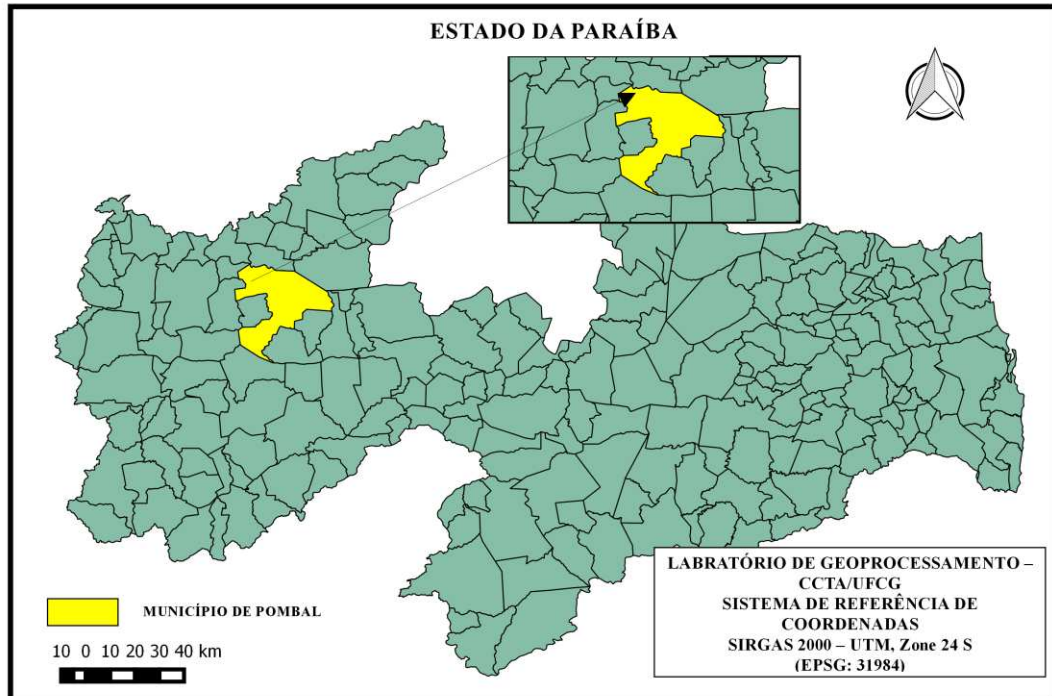 ESTADO DA PARAÍBA
MUNICÍPIO DE POMBAL
10 0 10 20 30 40 km
LABRATÓRIO DE GEOPROCESSAMENTO –
CCTA/UFCG
SISTEMA DE REFERÊNCIA DE
COORDENADAS
SIRGAS 2000 – UTM, Zone 24 S
(EPSG: 31984)